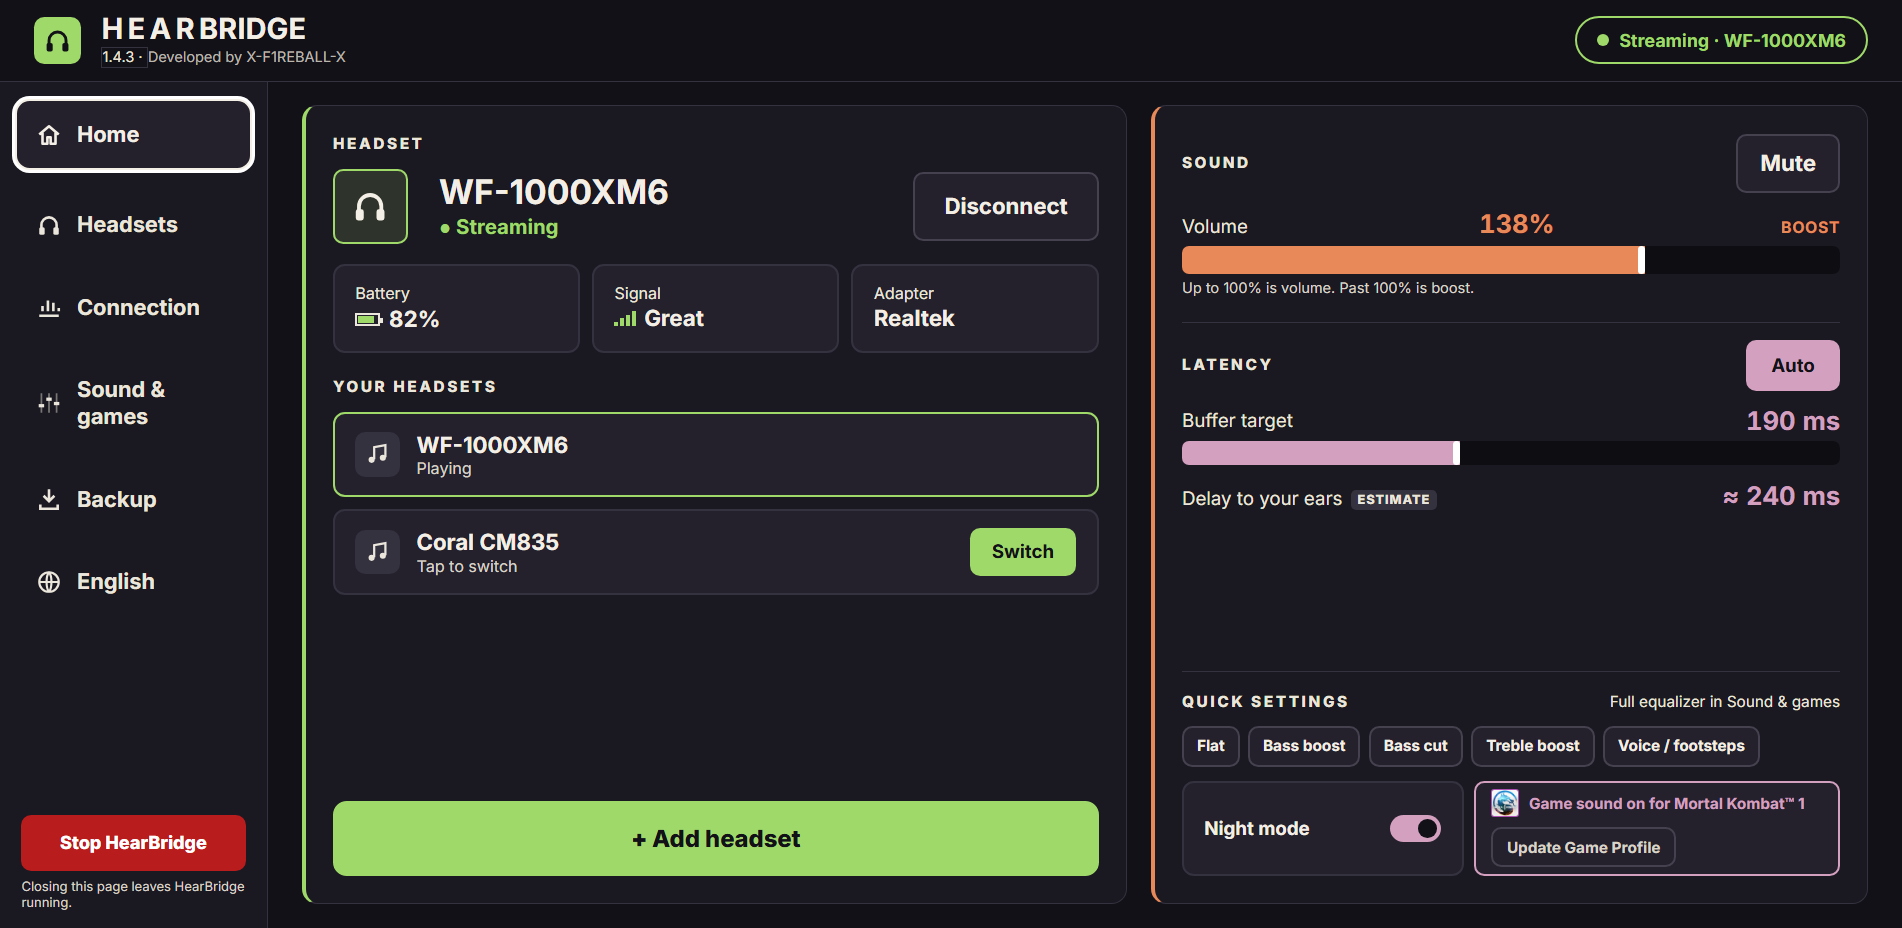 HEARBRIDGE
1.4.3 · Developed by X-F1REBALL-X
Streaming · WF-1000XM6
Home
Headsets
Connection
Sound &
games
Backup
English
Stop HearBridge
Closing this page leaves HearBridge
running.
HEADSET
WF-1000XM6
Streaming
Disconnect
Battery
82%
Signal
Great
Adapter
Realtek
YOUR HEADSETS
WF-1000XM6
Playing
Coral CM835
Tap to switch
Switch
+ Add headset
SOUND
Mute
Volume
138%
BOOST
Up to 100% is volume. Past 100% is boost.
LATENCY
Auto
Buffer target
190 ms
Delay to your ears ESTIMATE
≈ 240 ms
QUICK SETTINGS
Full equalizer in Sound & games
Flat
Bass boost
Bass cut
Treble boost
Voice / footsteps
Night mode
Game sound on for Mortal Kombat™ 1
Update Game Profile